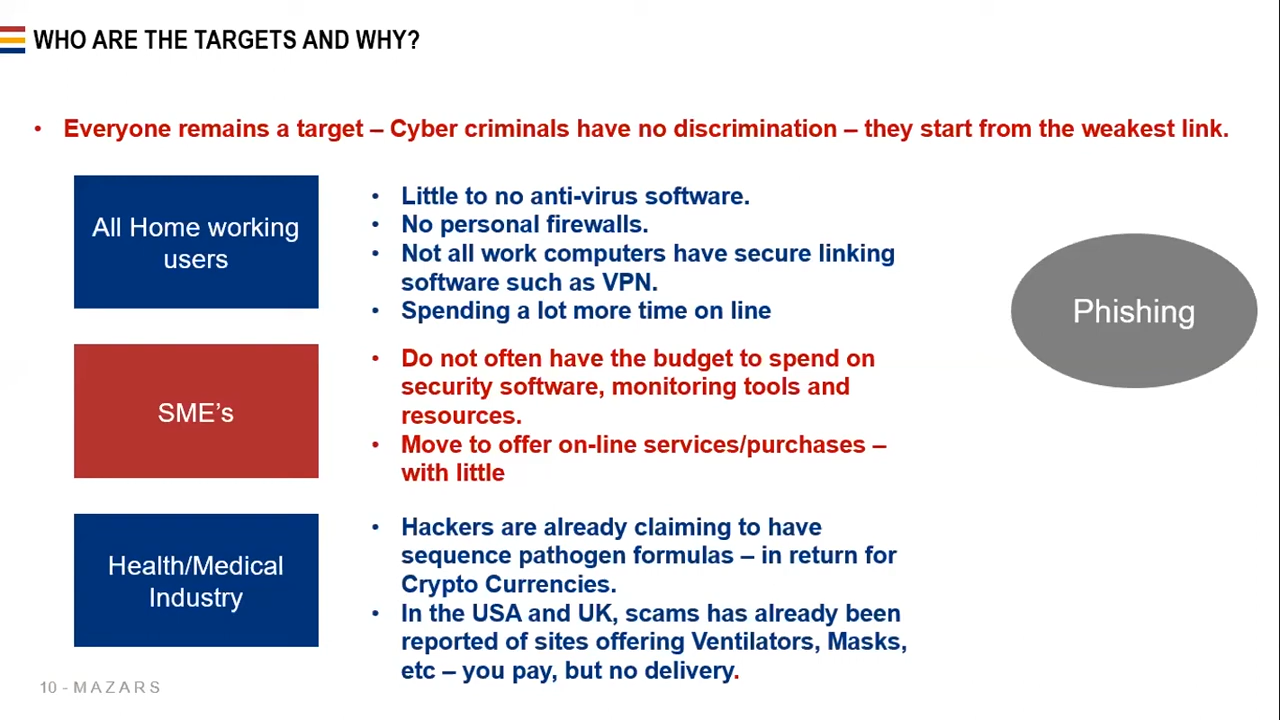 WHO ARE THE TARGETS AND WHY?
• Everyone remains a target – Cyber criminals have no discrimination – they start from the weakest link.
All Home working
users
• Little to no anti-virus software.
• No personal firewalls.
• Not all work computers have secure linking
software such as VPN.
• Spending a lot more time on line
Phishing
SME’s
• Do not often have the budget to spend on
security software, monitoring tools and
resources.
• Move to offer on-line services/purchases –
with little
Health/Medical
Industry
• Hackers are already claiming to have
sequence pathogen formulas – in return for
Crypto Currencies.
• In the USA and UK, scams has already been
reported of sites offering Ventilators, Masks,
etc – you pay, but no delivery.
10 - MAZARS